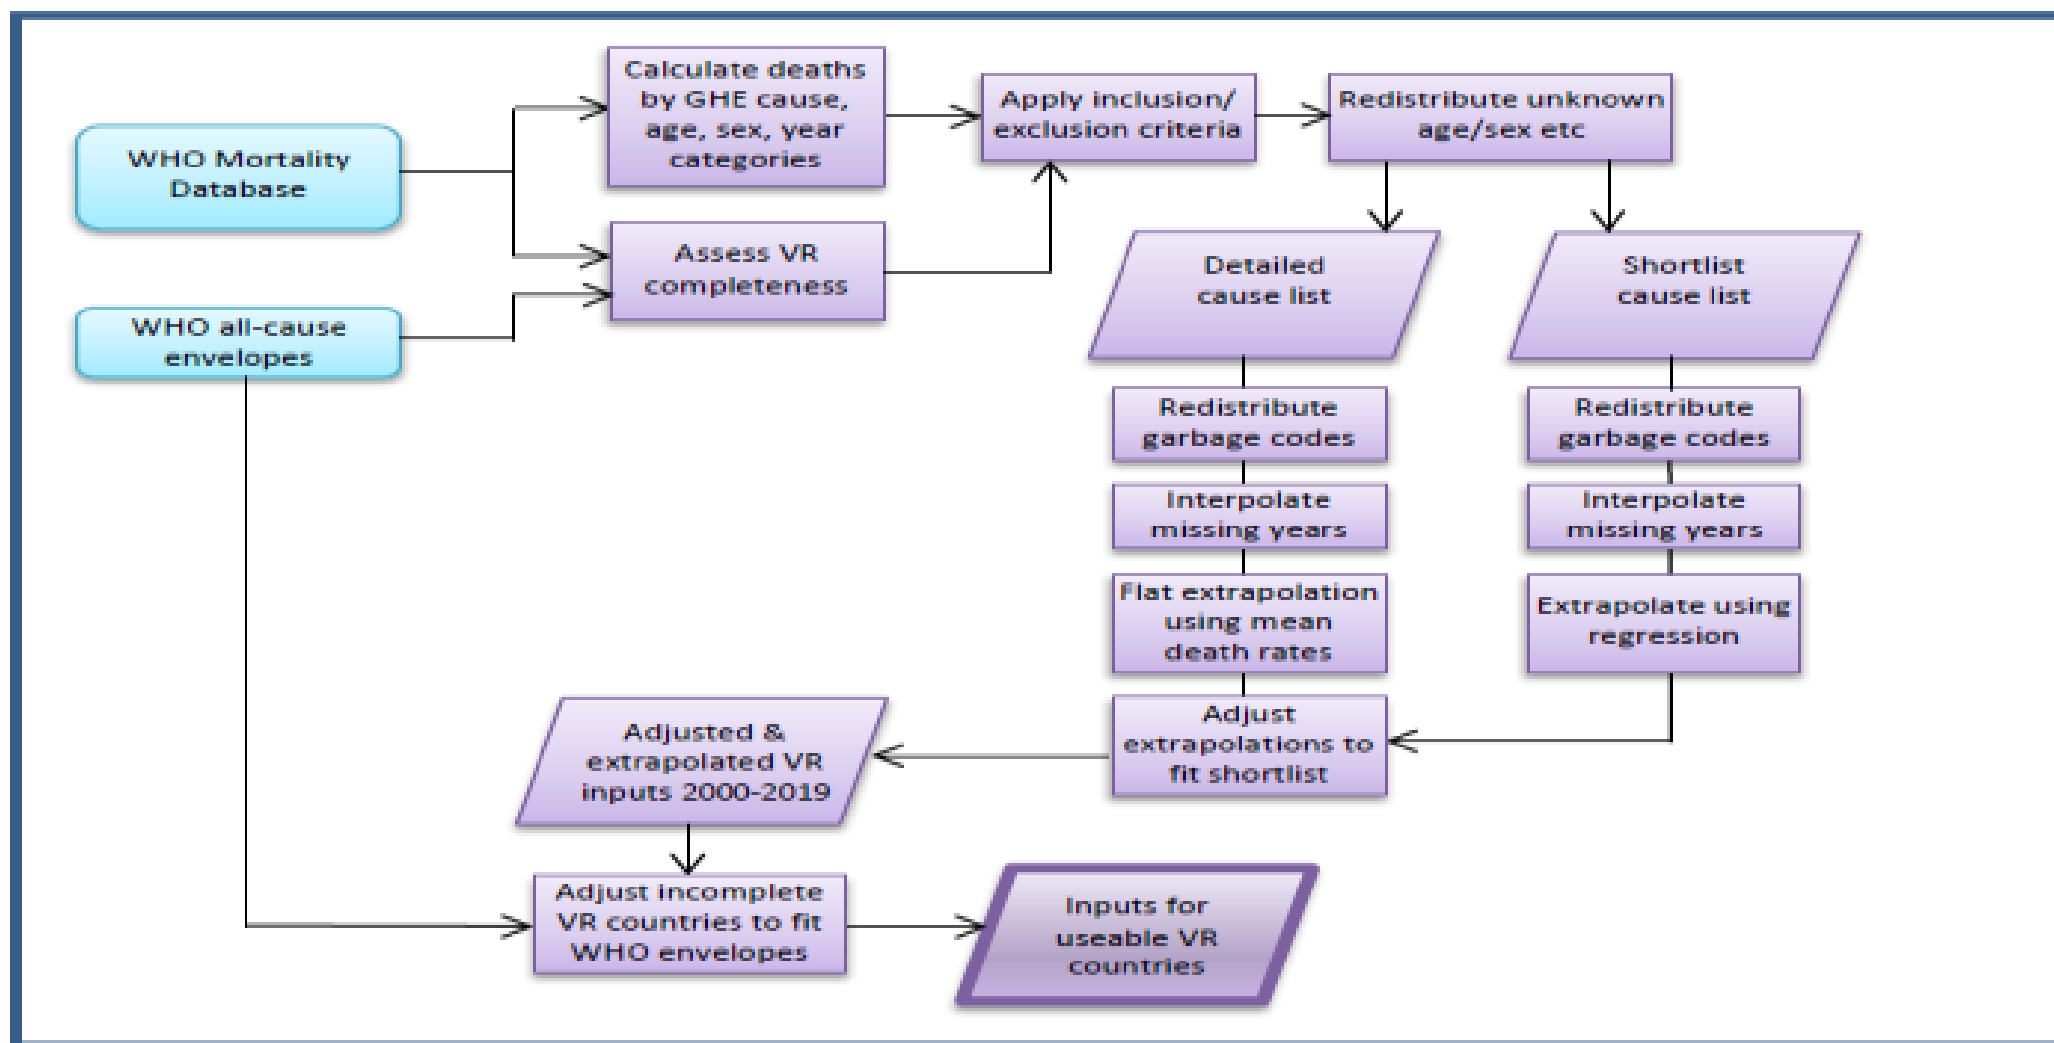 Calculate deaths
by GHE cause,
age, sex, year
categories
Apply inclusion/
exclusion criteria
Redistribute unknown
age/sex etc
WHO Mortality
Database
Assess VR
completeness
WHO all-cause
envelopes
Detailed
cause list
Shortlist
cause list
Redistribute
garbage codes
Redistribute
garbage codes
Interpolate
missing years
Interpolate
missing years
Flat extrapolation
using mean
death rates
Extrapolate using
regression
Adjust
extrapolations to
fit shortlist
Adjusted &
extrapolated VR
inputs 2000-2019
Adjust incomplete
VR countries to fit
WHO envelopes
Inputs for
useable VR
countries